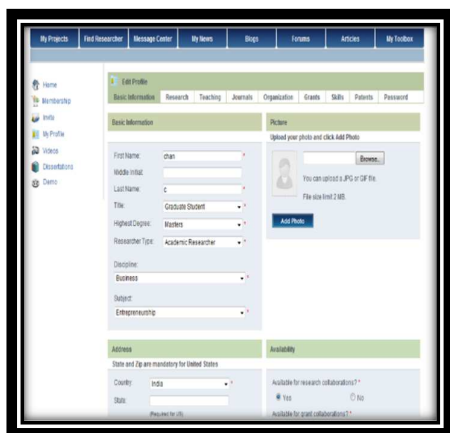 My Projects Find Researcher Message Center My News Blogs Forums Articles My Toolbox
Home
Membership
Invite
My Profile
Videos
Dissertations
Demo
Edit Profile
Basic Information Research Teaching Journals Organization Grants Skills Patents Password
Basic Information
First Name: chan *
Middle Initial:
Last Name: c *
Title: Graduate Student *
Highest Degree: Masters *
Researcher Type: Academic Researcher *
Discipline:
Business *
Subject:
Entrepreneurship *
Picture
Upload your photo and click Add Photo
Browse..
You can upload a JPG or GIF file.
File size limit 2 MB.
Add Photo
Address
State and Zip are mandatory for United States
Country: India *
State:
(Required for US)
Availability
Available for research collaborations? *
Yes No
Available for grant collaborations? *